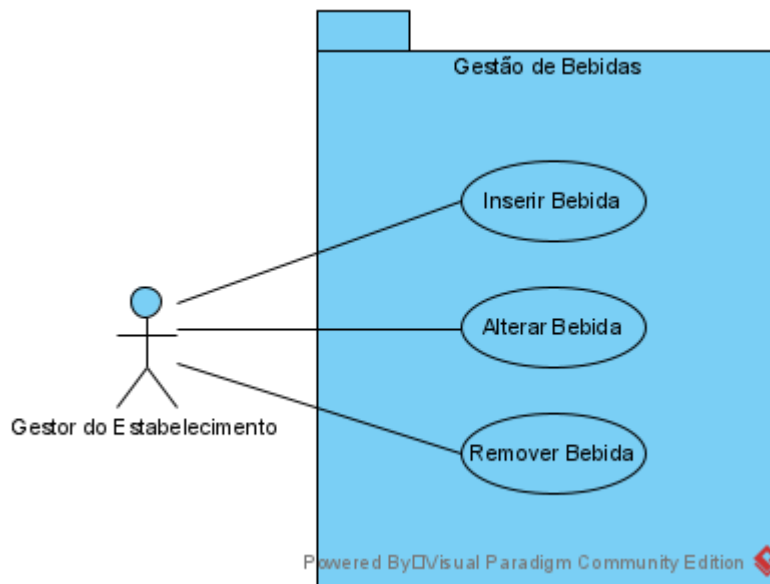 Gestão de Bebidas
Inserir Bebida
Alterar Bebida
Gestor do Estabelecimento
Remover Bebida
Powered By□Visual Paradigm Community Edition